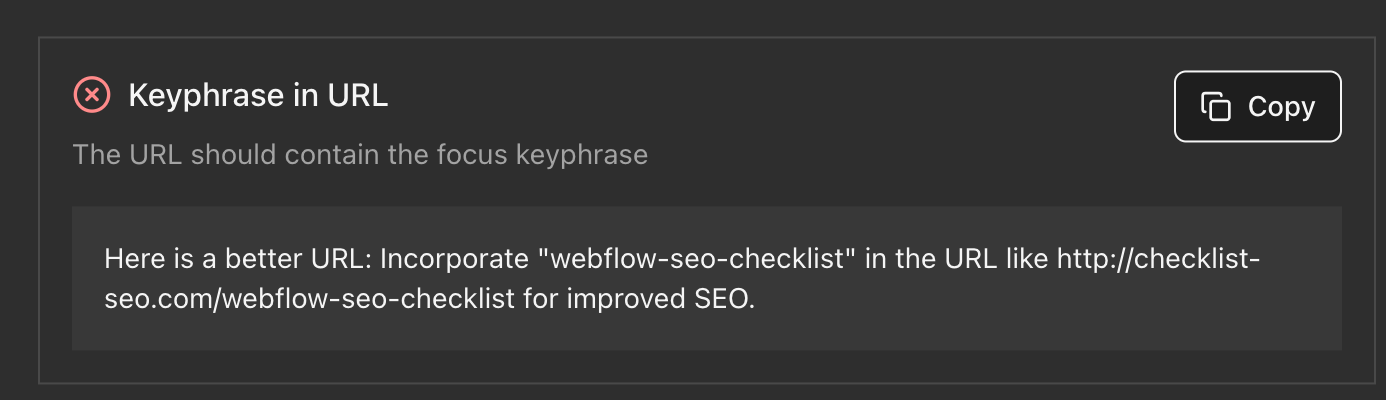 Keyphrase in URL
Copy
The URL should contain the focus keyphrase
Here is a better URL: Incorporate "webflow-seo-checklist" in the URL like http://checklist-
seo.com/webflow-seo-checklist for improved SEO.